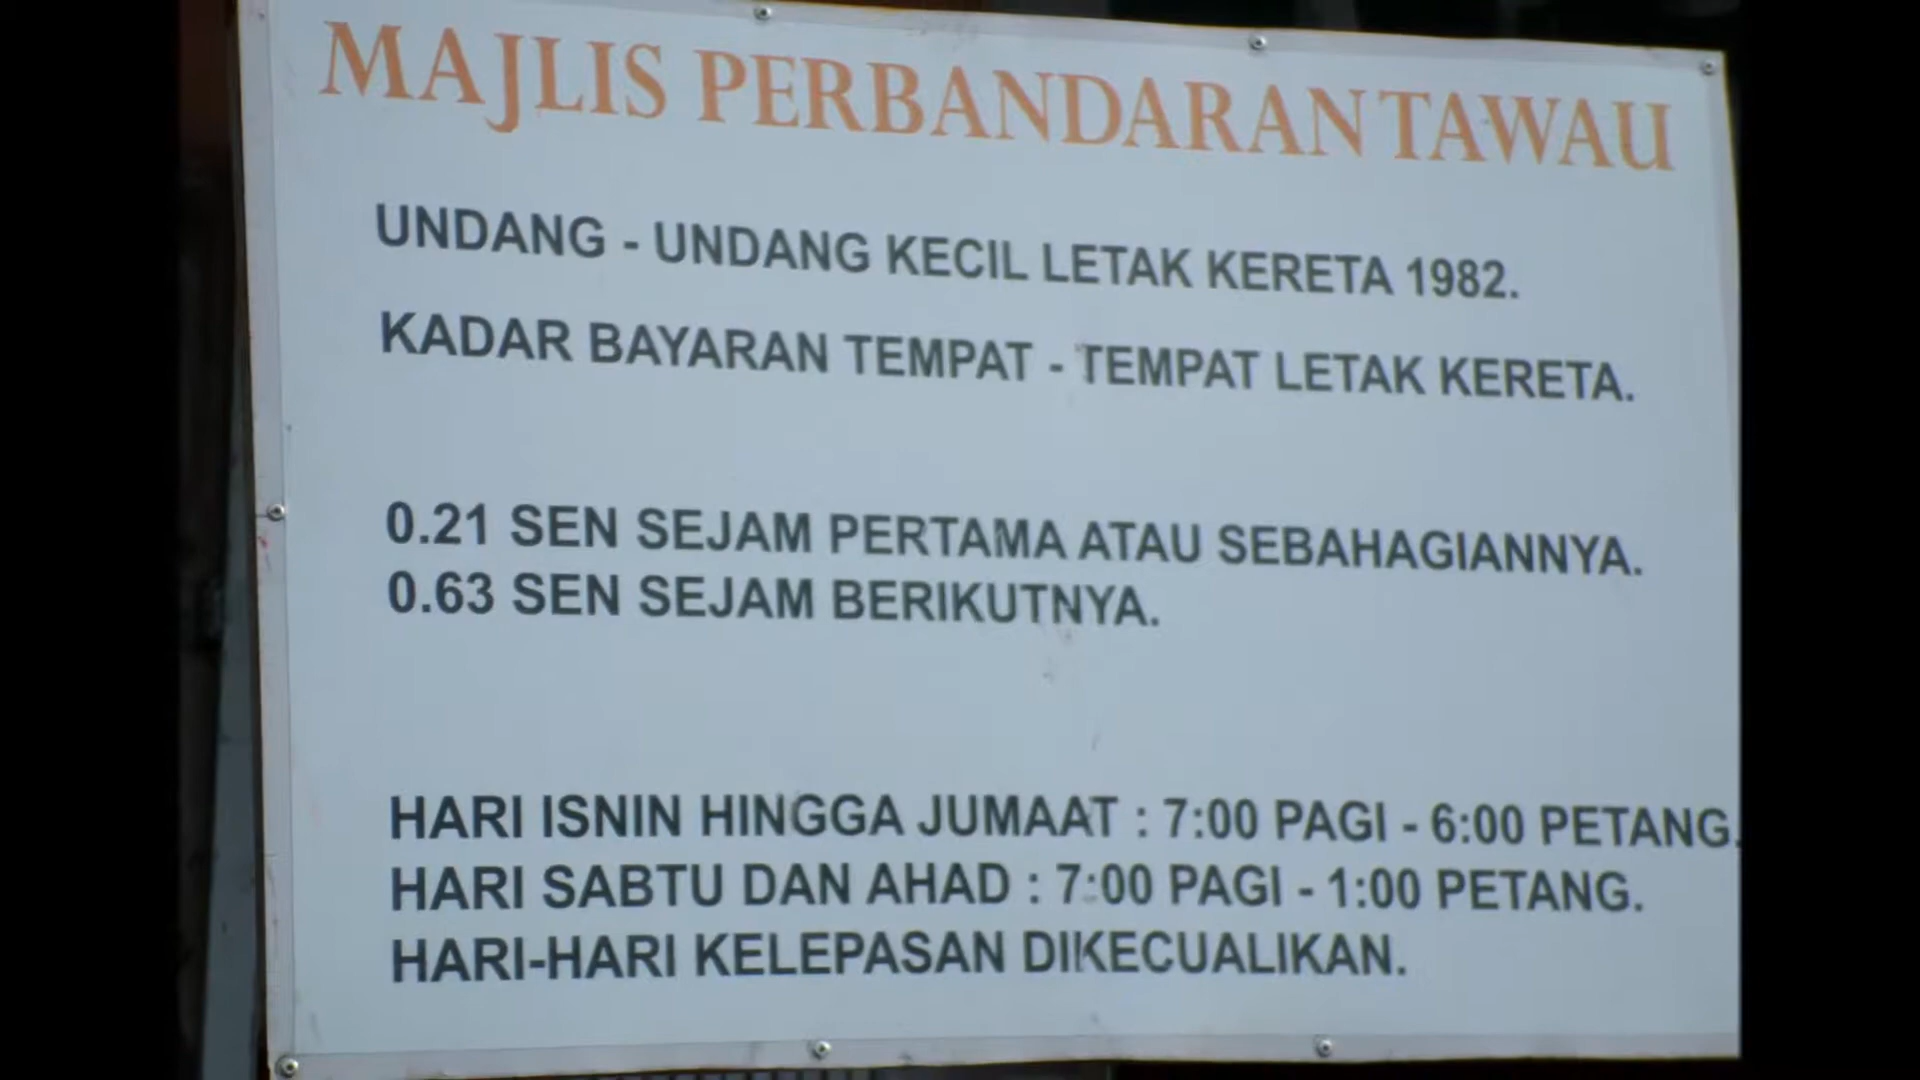 MAJLIS PERBANDARAN TAWAU
UNDANG - UNDANG KECIL LETAK KERETA 1982.
KADAR BAYARAN TEMPAT - TEMPAT LETAK KERETA.
0.21 SEN SEJAM PERTAMA ATAU SEBAHAGIANNYA.
0.63 SEN SEJAM BERIKUTNYA.
HARI ISNIN HINGGA JUMAAT : 7:00 PAGI - 6:00 PETANG.
HARI SABTU DAN AHAD : 7:00 PAGI - 1:00 PETANG.
HARI-HARI KELEPASAN DIKECUALIKAN.